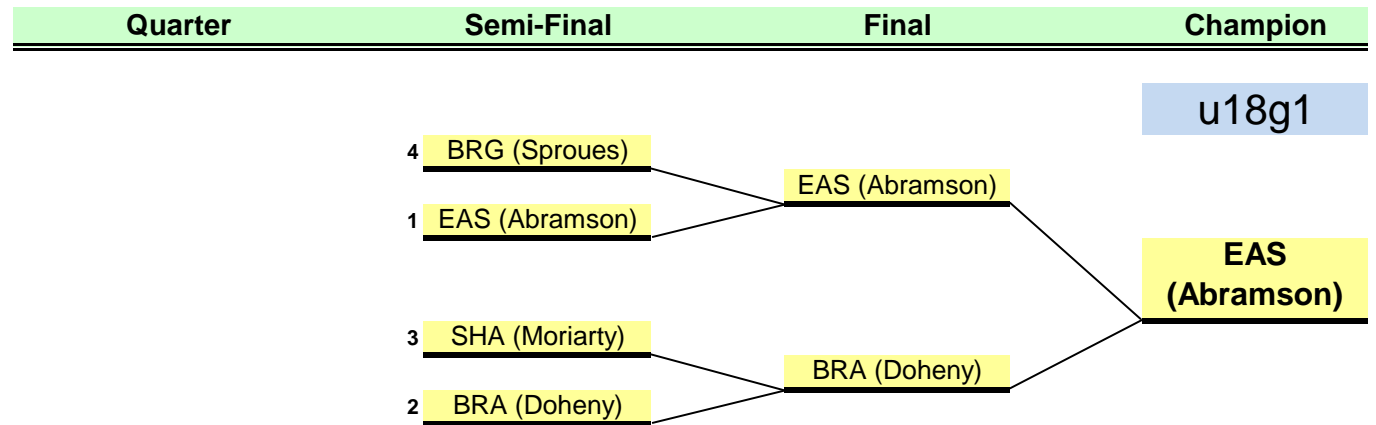 Quarter Semi-Final Final Champion
u18g1
4 BRG (Sproues)
EAS (Abramson)
1 EAS (Abramson)
EAS
(Abramson)
3 SHA (Moriarty)
BRA (Doheny)
2 BRA (Doheny)